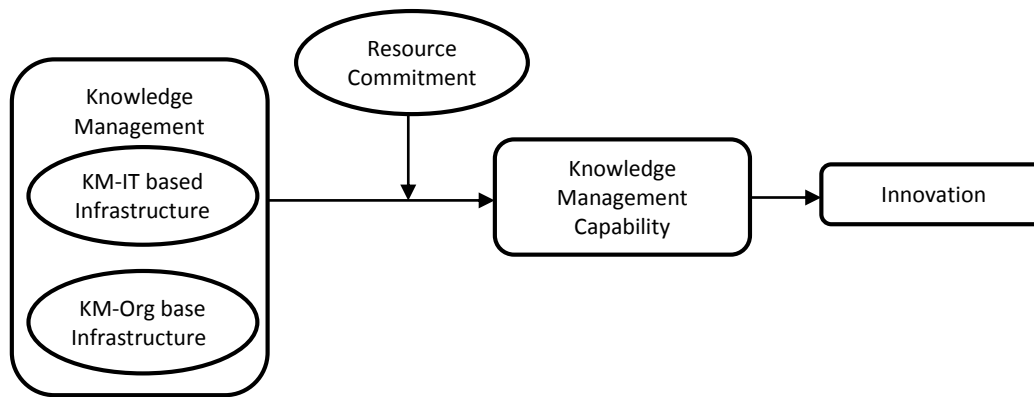 Resource
Commitment
Knowledge
Management
KM-IT based
Infrastructure
KM-Org base
Infrastructure
Knowledge
Management
Capability
Innovation